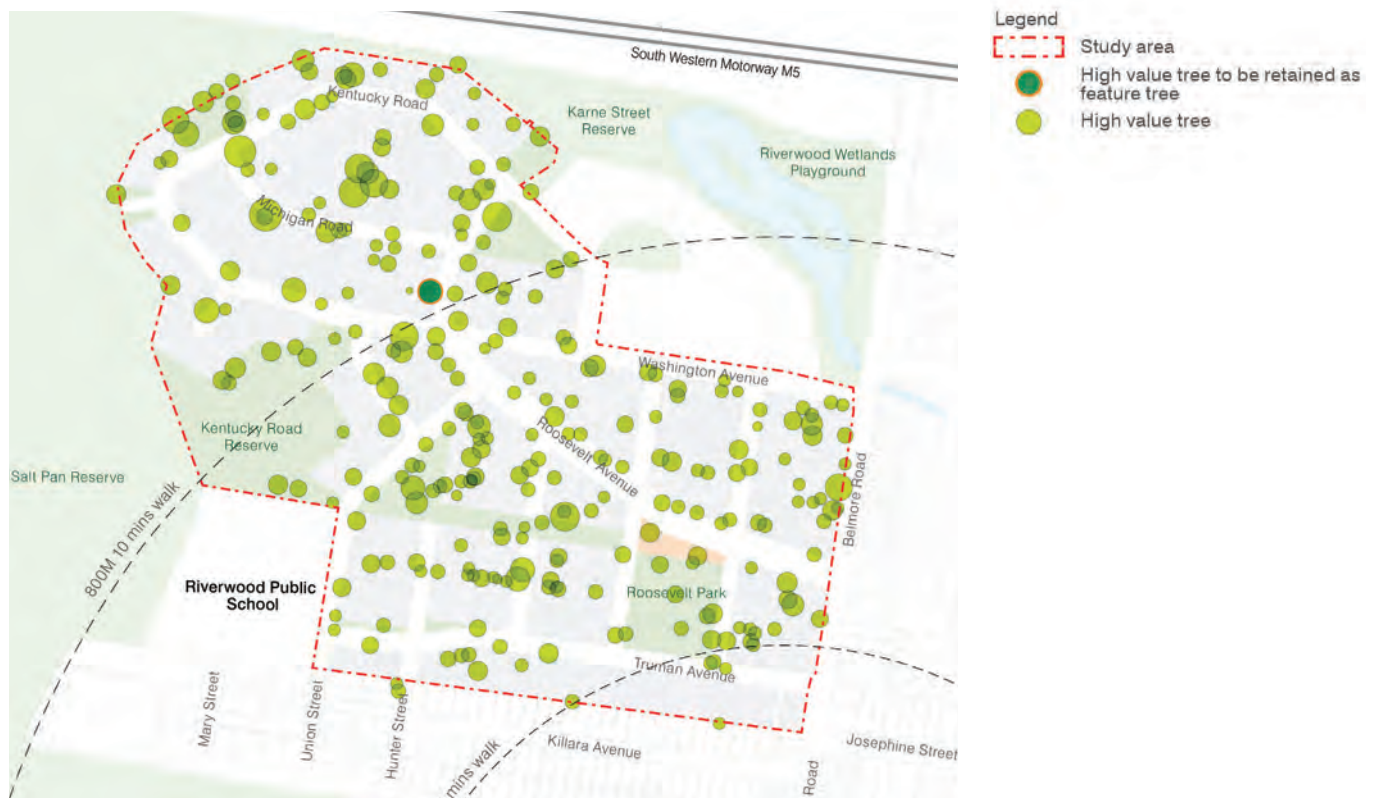 South Western Motorway M5
Kentucky Road
Karne Street
Reserve
Riverwood Wetlands
Playground
Michigan Road
Washington Avenue
Kentucky Road
Reserve
Roosevelt Avenue
Salt Pan Reserve
Belmore Road
800M 10 mins walk
Riverwood Public
School
Roosevelt Park
Truman Avenue
Mary Street
Union Street
Hunter Street
Killara Avenue
Josephine Street
mins walk
Road
Legend
Study area
High value tree to be retained as
feature tree
High value tree